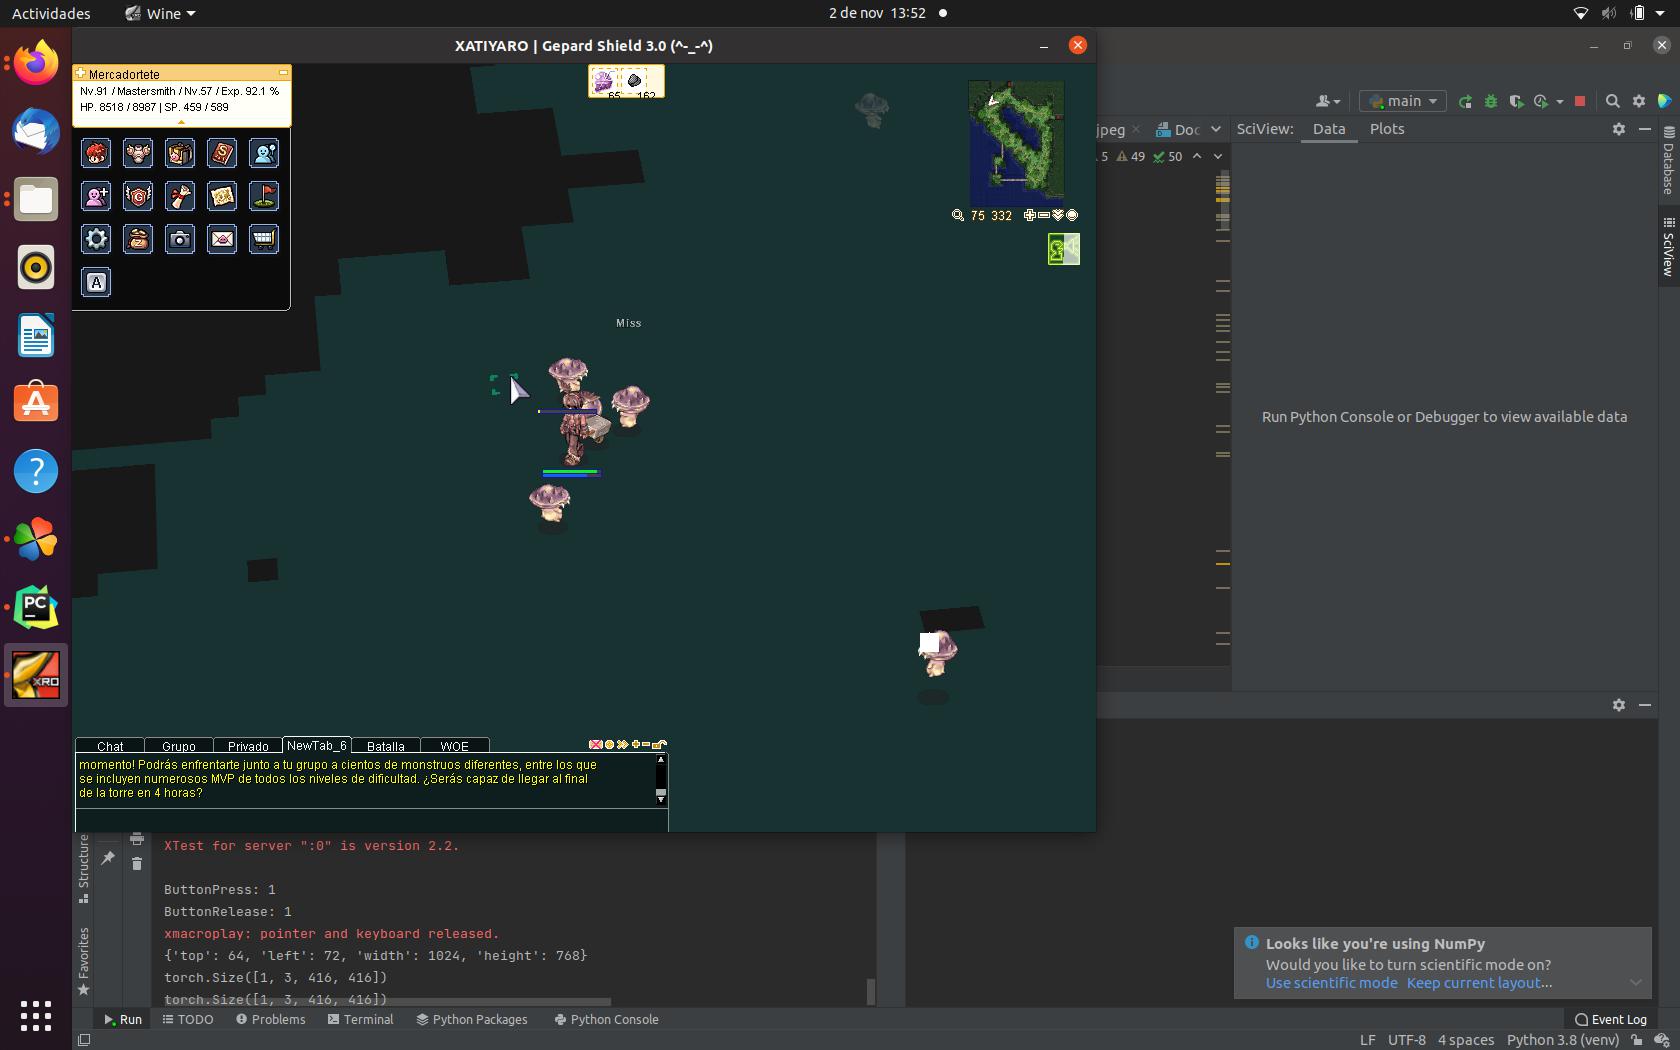 Actividades
Wine
2 de nov 13:52
XATIYARO | Gepard Shield 3.0 (^-_-^)
Mercadortete
Nv.91 / Mastersmith / Nv.57 / Exp. 92.1 %
HP. 8518 / 8987 | SP. 459 / 589
65 162
A
75 332
Miss
Chat Grupo Privado NewTab_6 Batalla WOE
momento! Podrás enfrentarte junto a tu grupo a cientos de monstruos diferentes, entre los que
se incluyen numerosos MVP de todos los niveles de dificultad. ¿Serás capaz de llegar al final
de la torre en 4 horas?
main
jpeg Doc SciView: Data Plots
5 49 50
Database
SciView
Run Python Console or Debugger to view available data
PC
XRO
Structure
Favorites
XTest for server ":0" is version 2.2.
ButtonPress: 1
ButtonRelease: 1
xmacroplay: pointer and keyboard released.
{'top': 64, 'left': 72, 'width': 1024, 'height': 768}
torch.Size([1, 3, 416, 416])
torch.Size([1, 3, 416, 416])
Looks like you're using NumPy
Would you like to turn scientific mode on?
Use scientific mode Keep current layout...
Run TODO Problems Terminal Python Packages Python Console Event Log
LF UTF-8 4 spaces Python 3.8 (venv)